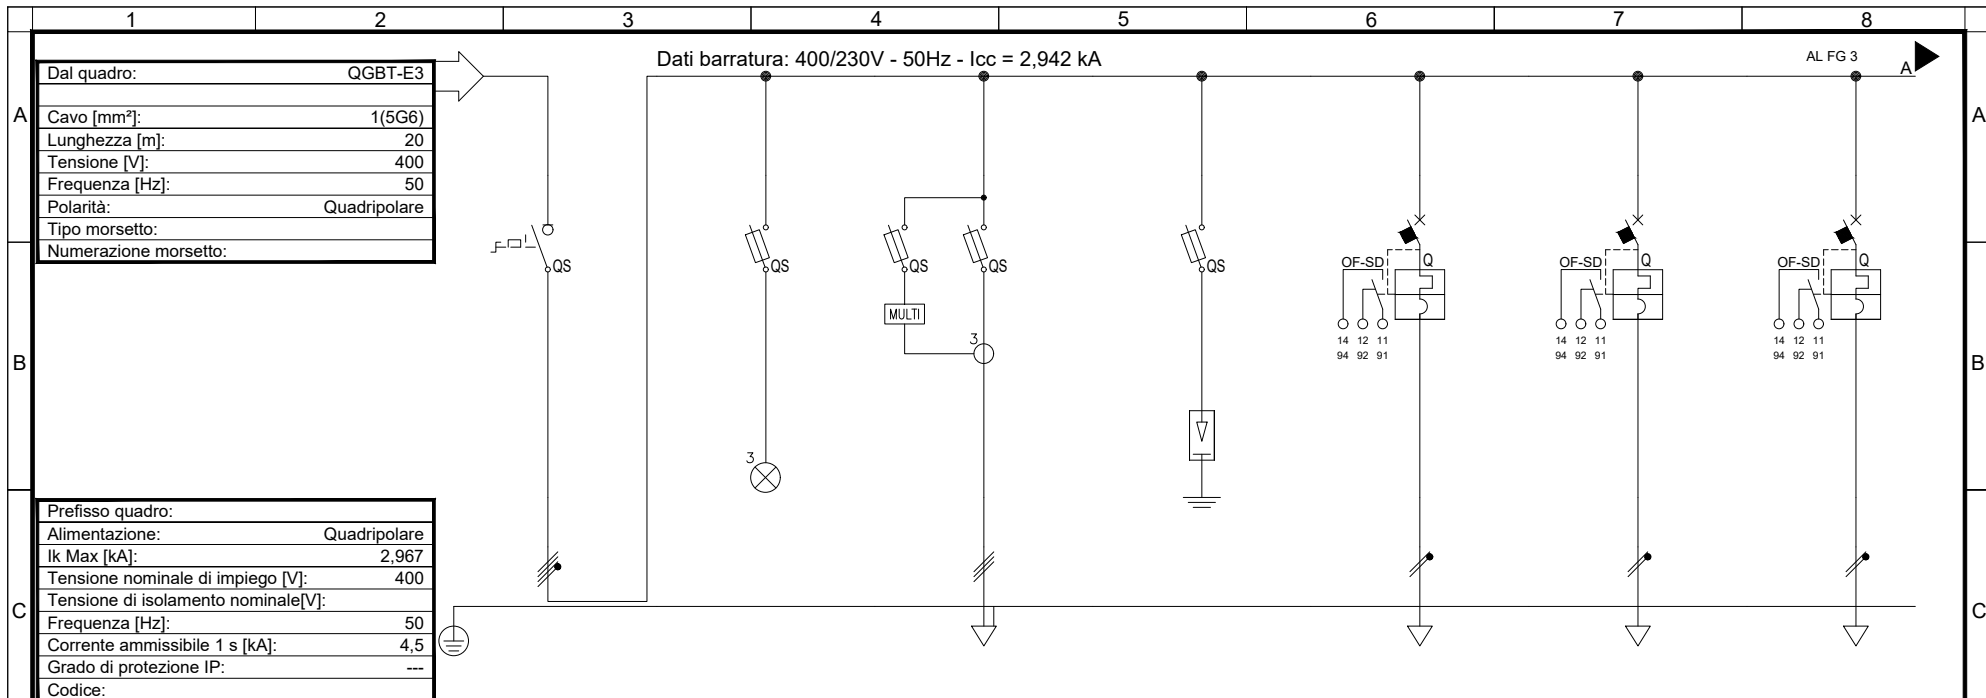 1 2 3 4 5 6 7 8
Dati barratura: 400/230V - 50Hz - Icc = 2,942 kA
AL FG 3
A
A
A
Dal quadro: QGBT-E3
Cavo [mm²]: 1(5G6)
Lunghezza [m]: 20
Tensione [V]: 400
Frequenza [Hz]: 50
Polarità: Quadripolare
Tipo morsetto:
Numerazione morsetto:
QS
QS
QS
QS
QS
OF-SD Q
OF-SD Q
OF-SD Q
MULTI
3
14 12 11
94 92 91
14 12 11
94 92 91
14 12 11
94 92 91
B
B
3
Prefisso quadro:
Alimentazione: Quadripolare
Ik Max [kA]: 2,967
Tensione nominale di impiego [V]: 400
Tensione di isolamento nominale[V]:
Frequenza [Hz]: 50
Corrente ammissibile 1 s [kA]: 4,5
Grado di protezione IP: ---
Codice:
C
C